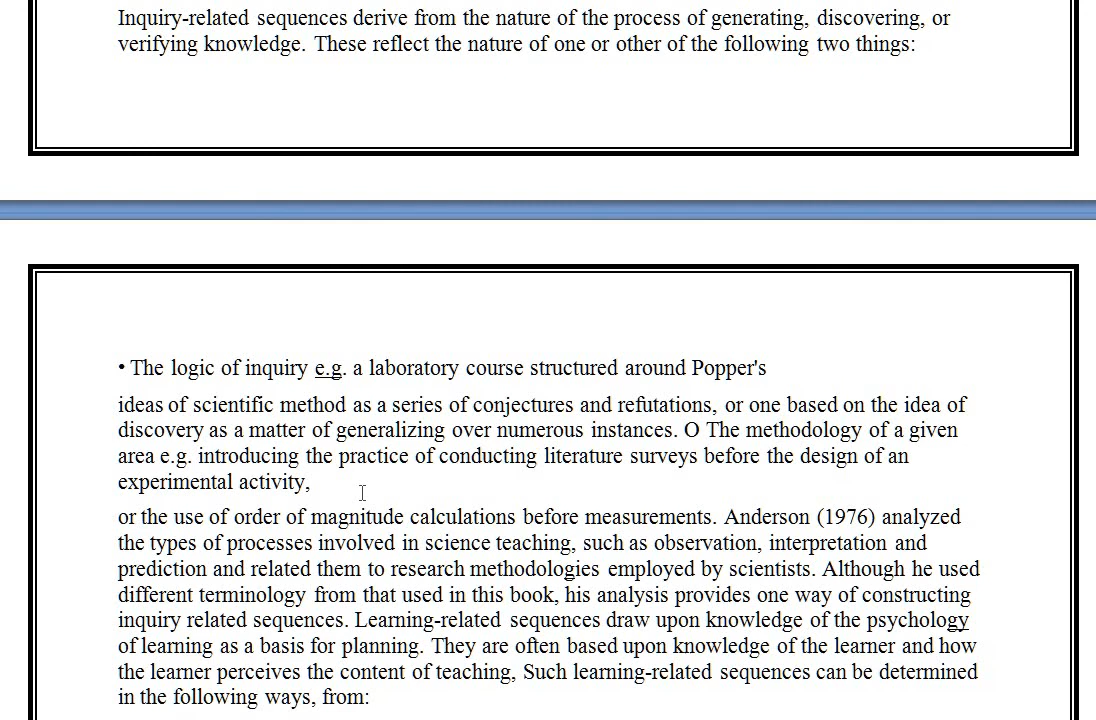 Inquiry-related sequences derive from the nature of the process of generating, discovering, or
verifying knowledge. These reflect the nature of one or other of the following two things:
• The logic of inquiry e.g. a laboratory course structured around Popper's
ideas of scientific method as a series of conjectures and refutations, or one based on the idea of
discovery as a matter of generalizing over numerous instances. O The methodology of a given
area e.g. introducing the practice of conducting literature surveys before the design of an
experimental activity,
or the use of order of magnitude calculations before measurements. Anderson (1976) analyzed
the types of processes involved in science teaching, such as observation, interpretation and
prediction and related them to research methodologies employed by scientists. Although he used
different terminology from that used in this book, his analysis provides one way of constructing
inquiry related sequences. Learning-related sequences draw upon knowledge of the psychology
of learning as a basis for planning. They are often based upon knowledge of the learner and how
the learner perceives the content of teaching, Such learning-related sequences can be determined
in the following ways, from: